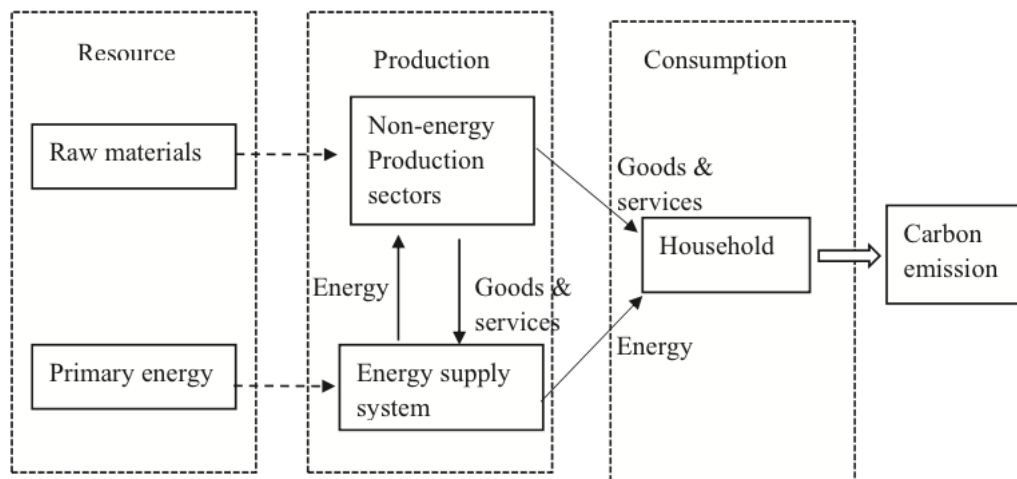 Resource
Production
Consumption
Raw materials
Non-energy
Production
sectors
Goods &
services
Household
Carbon
emission
Energy
Goods &
services
Energy
Primary energy
Energy supply
system